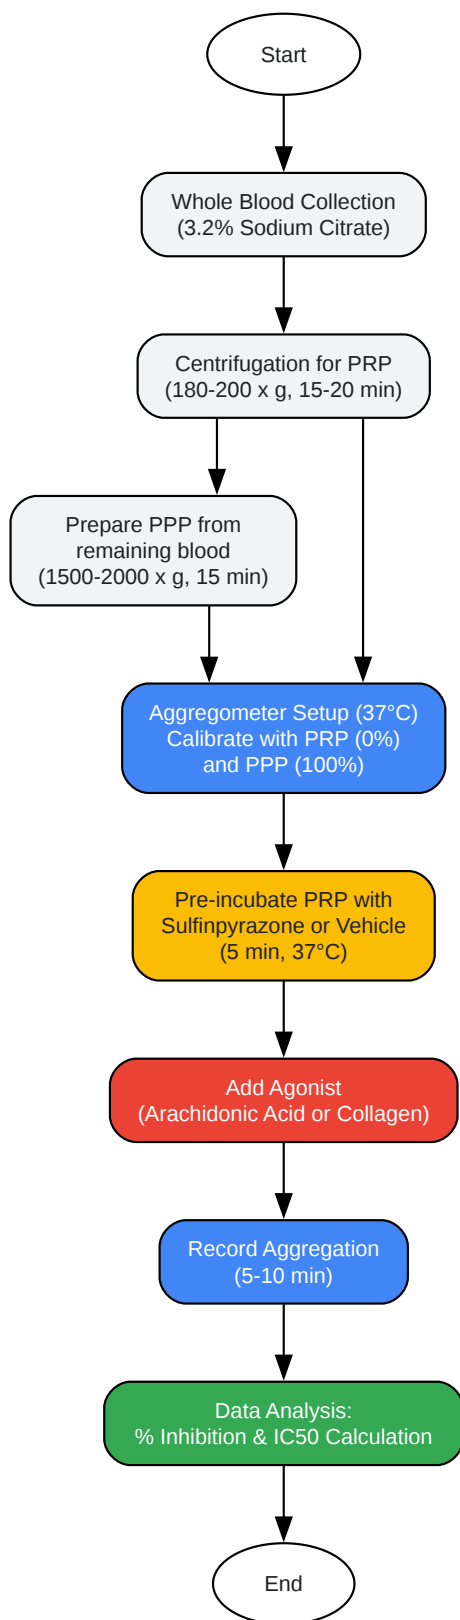 Start
Whole Blood Collection
(3.2% Sodium Citrate)
Centrifugation for PRP
(180-200 x g, 15-20 min)
Prepare PPP from
remaining blood
(1500-2000 x g, 15 min)
Aggregometer Setup (37°C)
Calibrate with PRP (0%)
and PPP (100%)
Pre-incubate PRP with
Sulfinpyrazone or Vehicle
(5 min, 37°C)
Add Agonist
(Arachidonic Acid or Collagen)
Record Aggregation
(5-10 min)
Data Analysis:
% Inhibition & IC50 Calculation
End